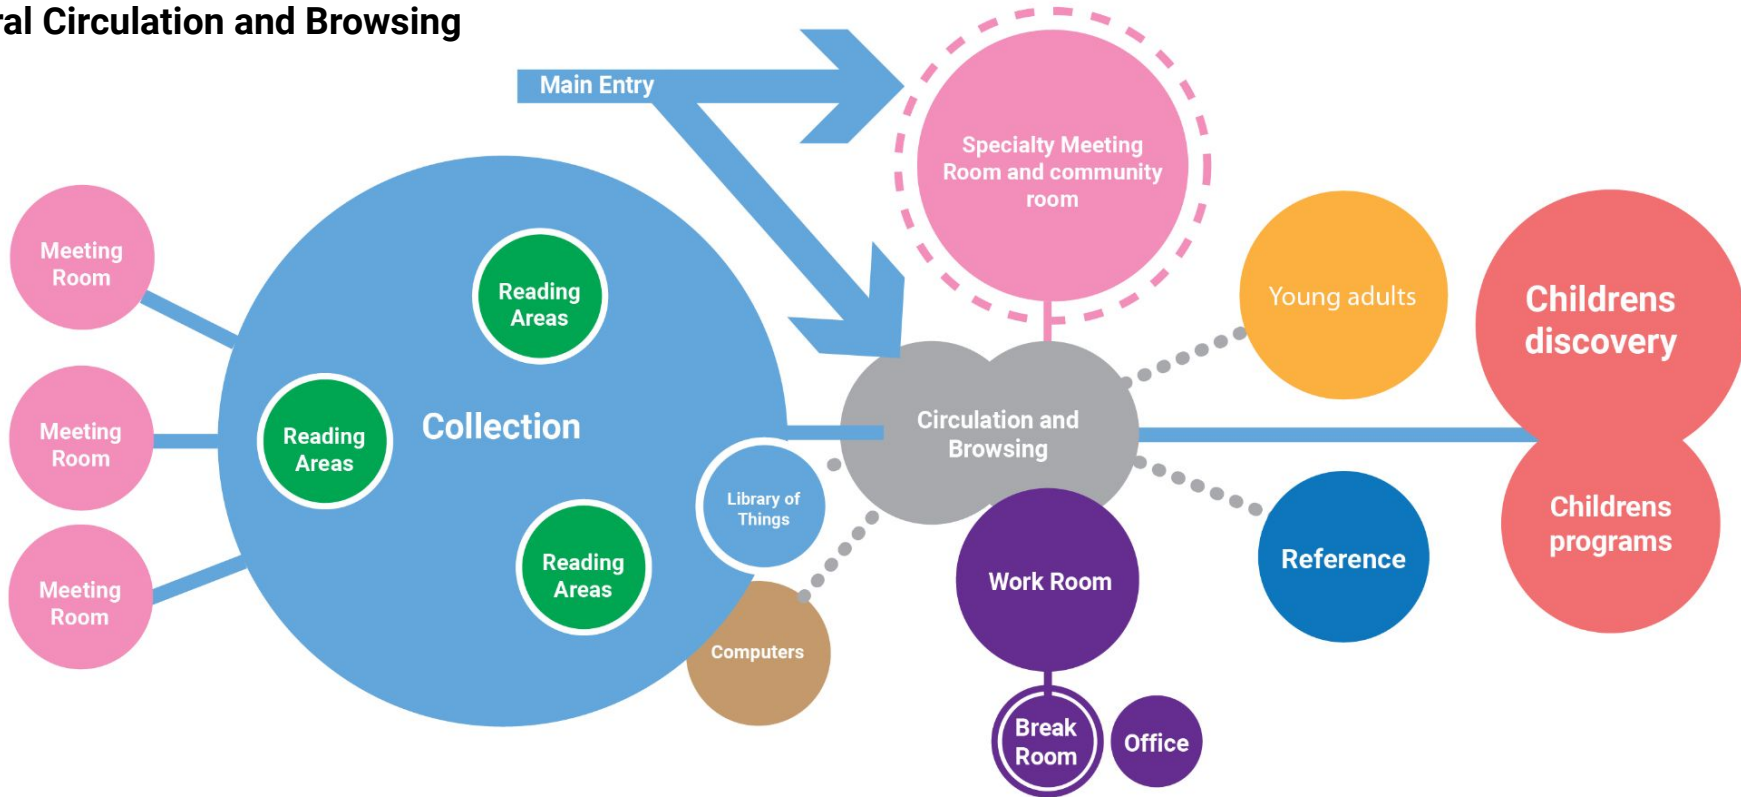 ral Circulation and Browsing
Main Entry
Specialty Meeting
Room and community
room
Meeting
Room
Meeting
Room
Meeting
Room
Reading
Areas
Reading
Areas
Reading
Areas
Collection
Library of
Things
Computers
Circulation and
Browsing
Work Room
Break
Room
Office
Young adults
Reference
Childrens
discovery
Childrens
programs